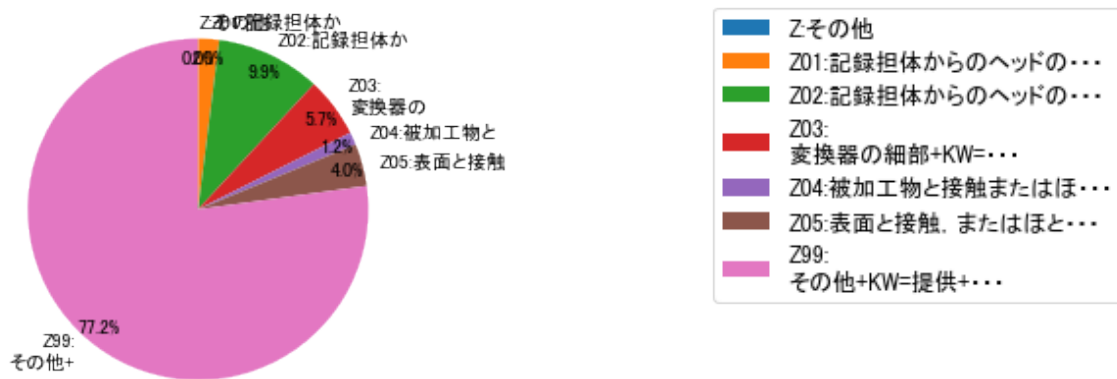 Z02:記録担体か
9.9%
Z03:
変換器の
5.7%
Z04:被加工物と
1.2%
Z05:表面と接触
4.0%
77.2%
Z99:
その他+
Z:その他
Z01:記録担体からのヘッドの・・・
Z02:記録担体からのヘッドの・・・
Z03:
変換器の細部+KW=・・・
Z04:被加工物と接触またはほ・・・
Z05:表面と接触, またはほと・・・
Z99:
その他+KW=提供+・・・